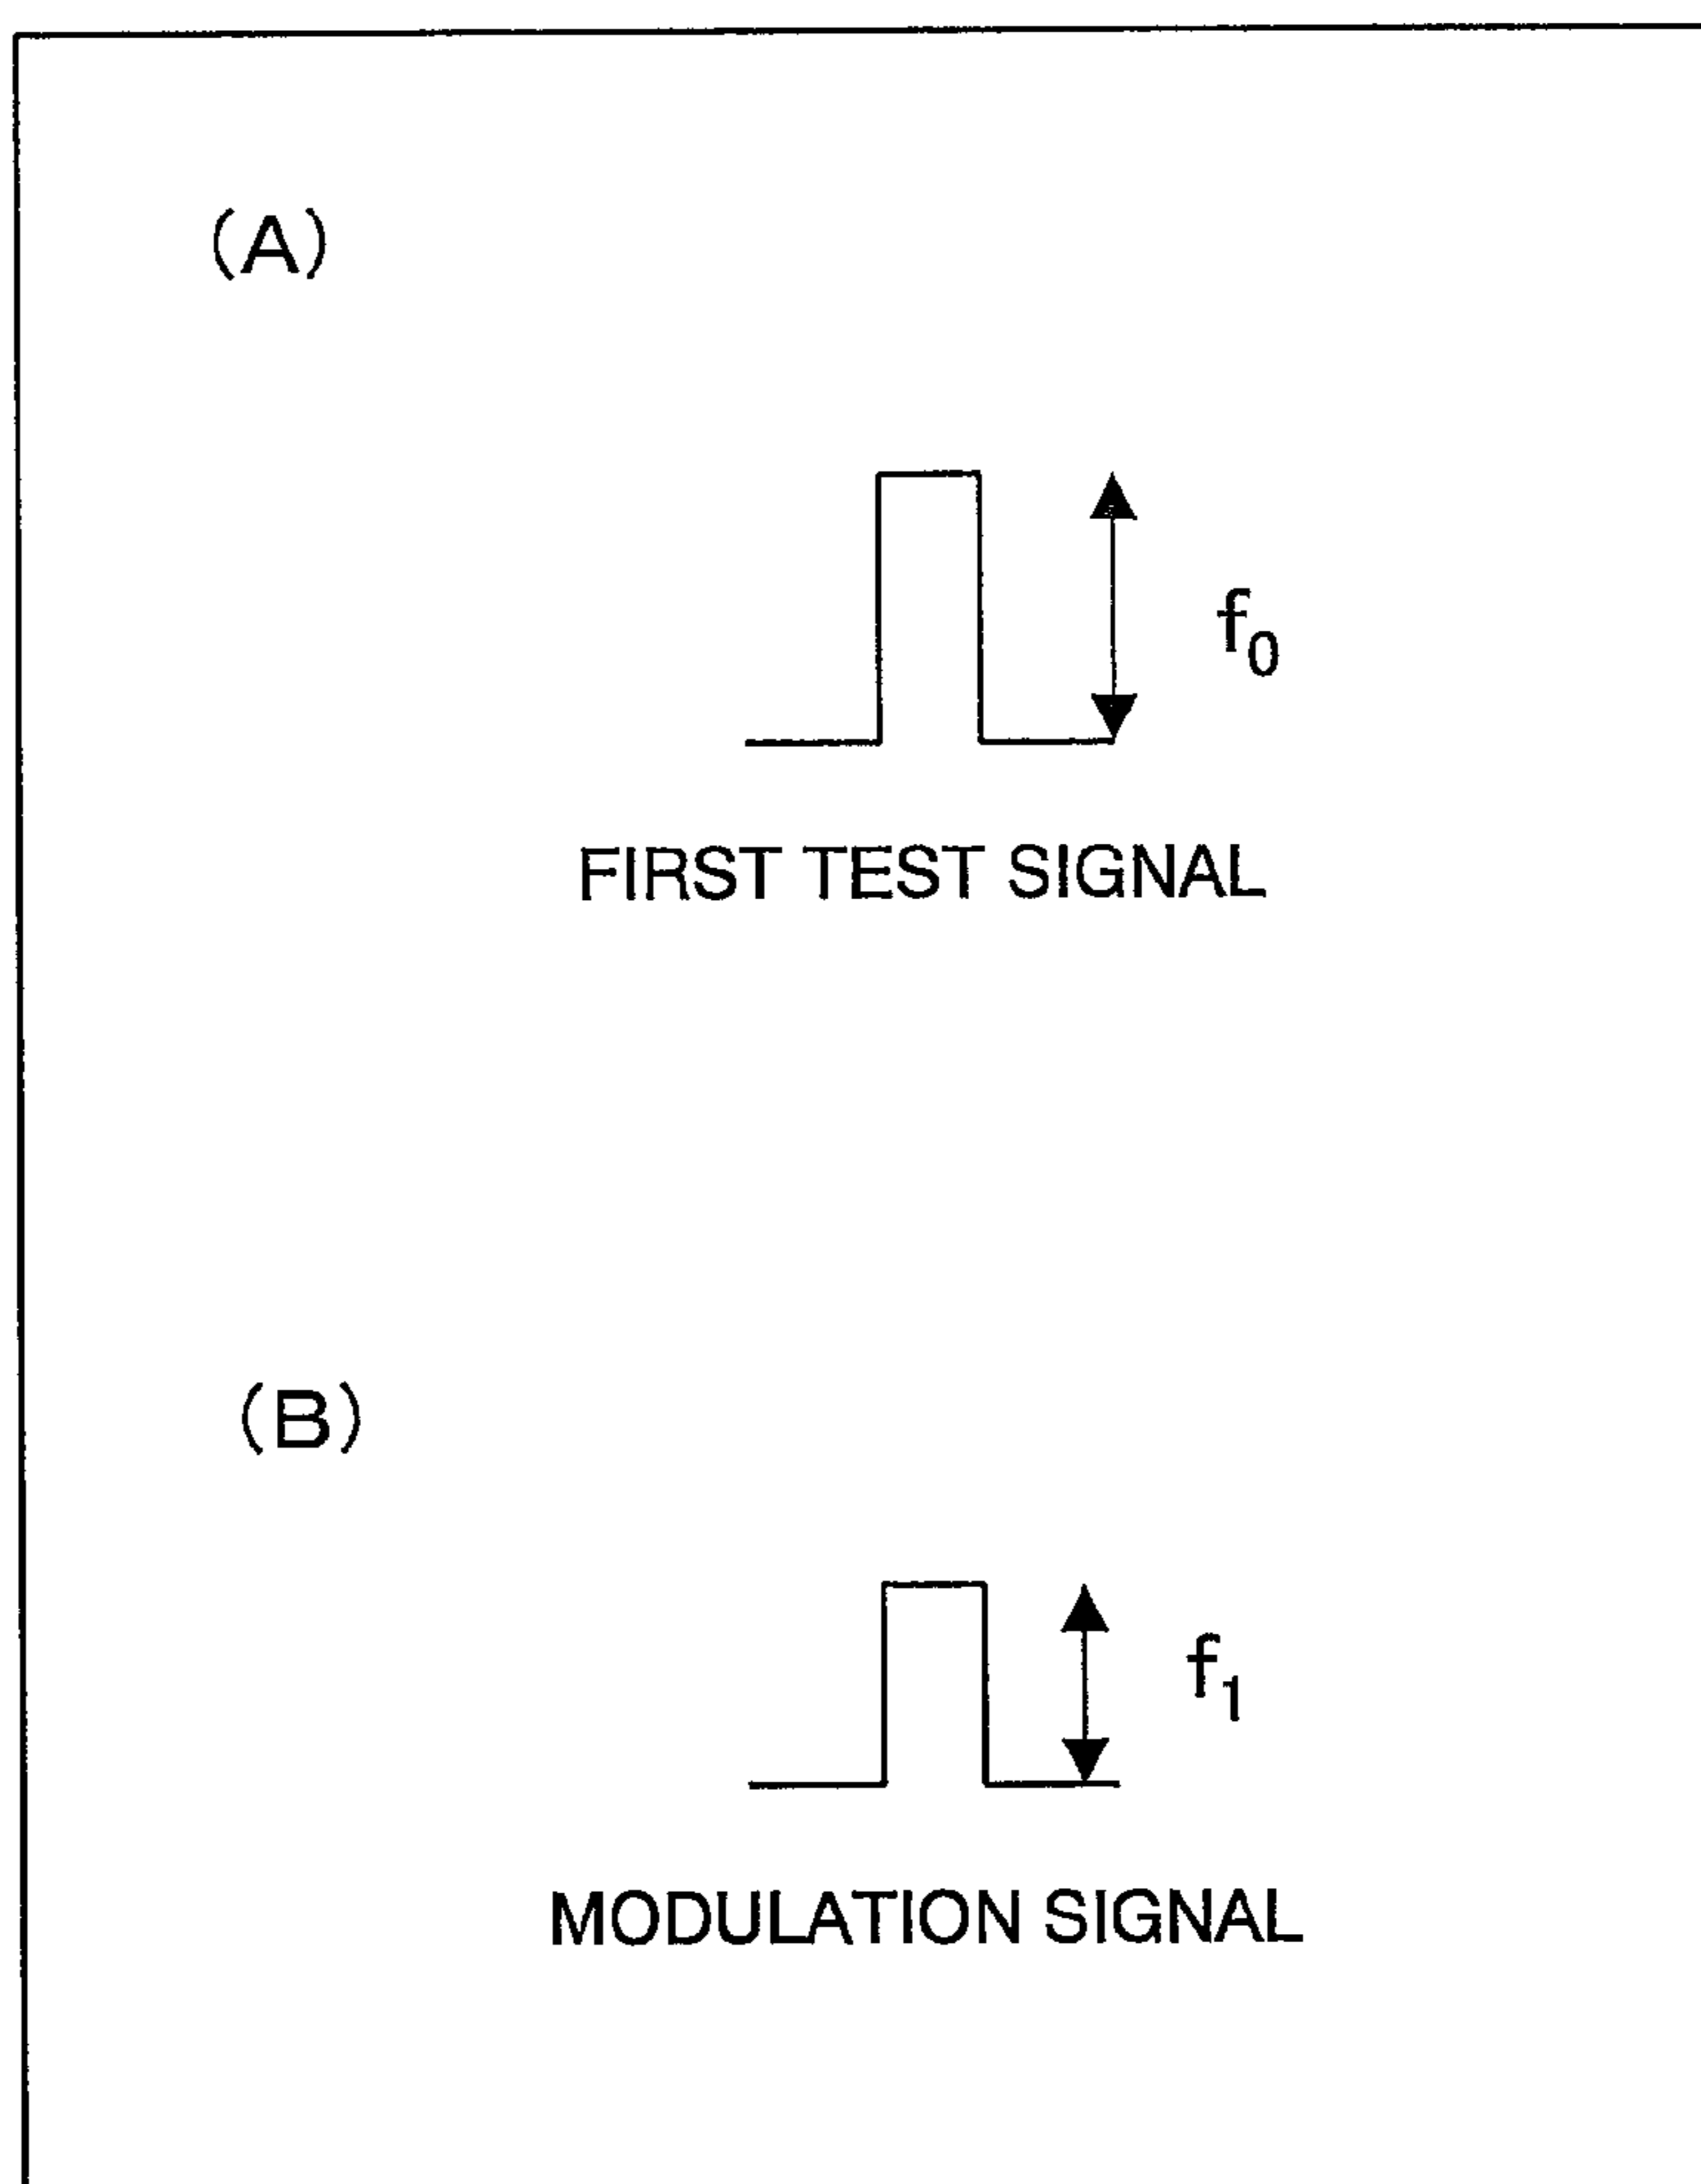 (A)
f₀
FIRST TEST SIGNAL
(B)
f₁
MODULATION SIGNAL